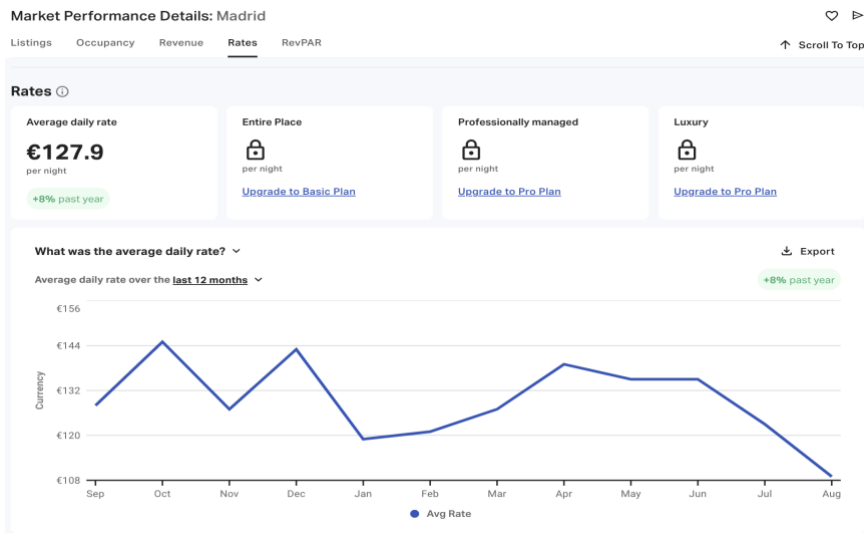 Market Performance Details: Madrid
Listings Occupancy Revenue Rates RevPAR
Scroll To Top
Rates
Average daily rate
€127.9
per night
+8% past year
Entire Place
per night
Upgrade to Basic Plan
Professionally managed
per night
Upgrade to Pro Plan
Luxury
per night
Upgrade to Pro Plan
What was the average daily rate?
Export
Average daily rate over the last 12 months
+8% past year
€156
€144
€132
€120
€108
Currency
Sep Oct Nov Dec Jan Feb Mar Apr May Jun Jul Aug
Avg Rate